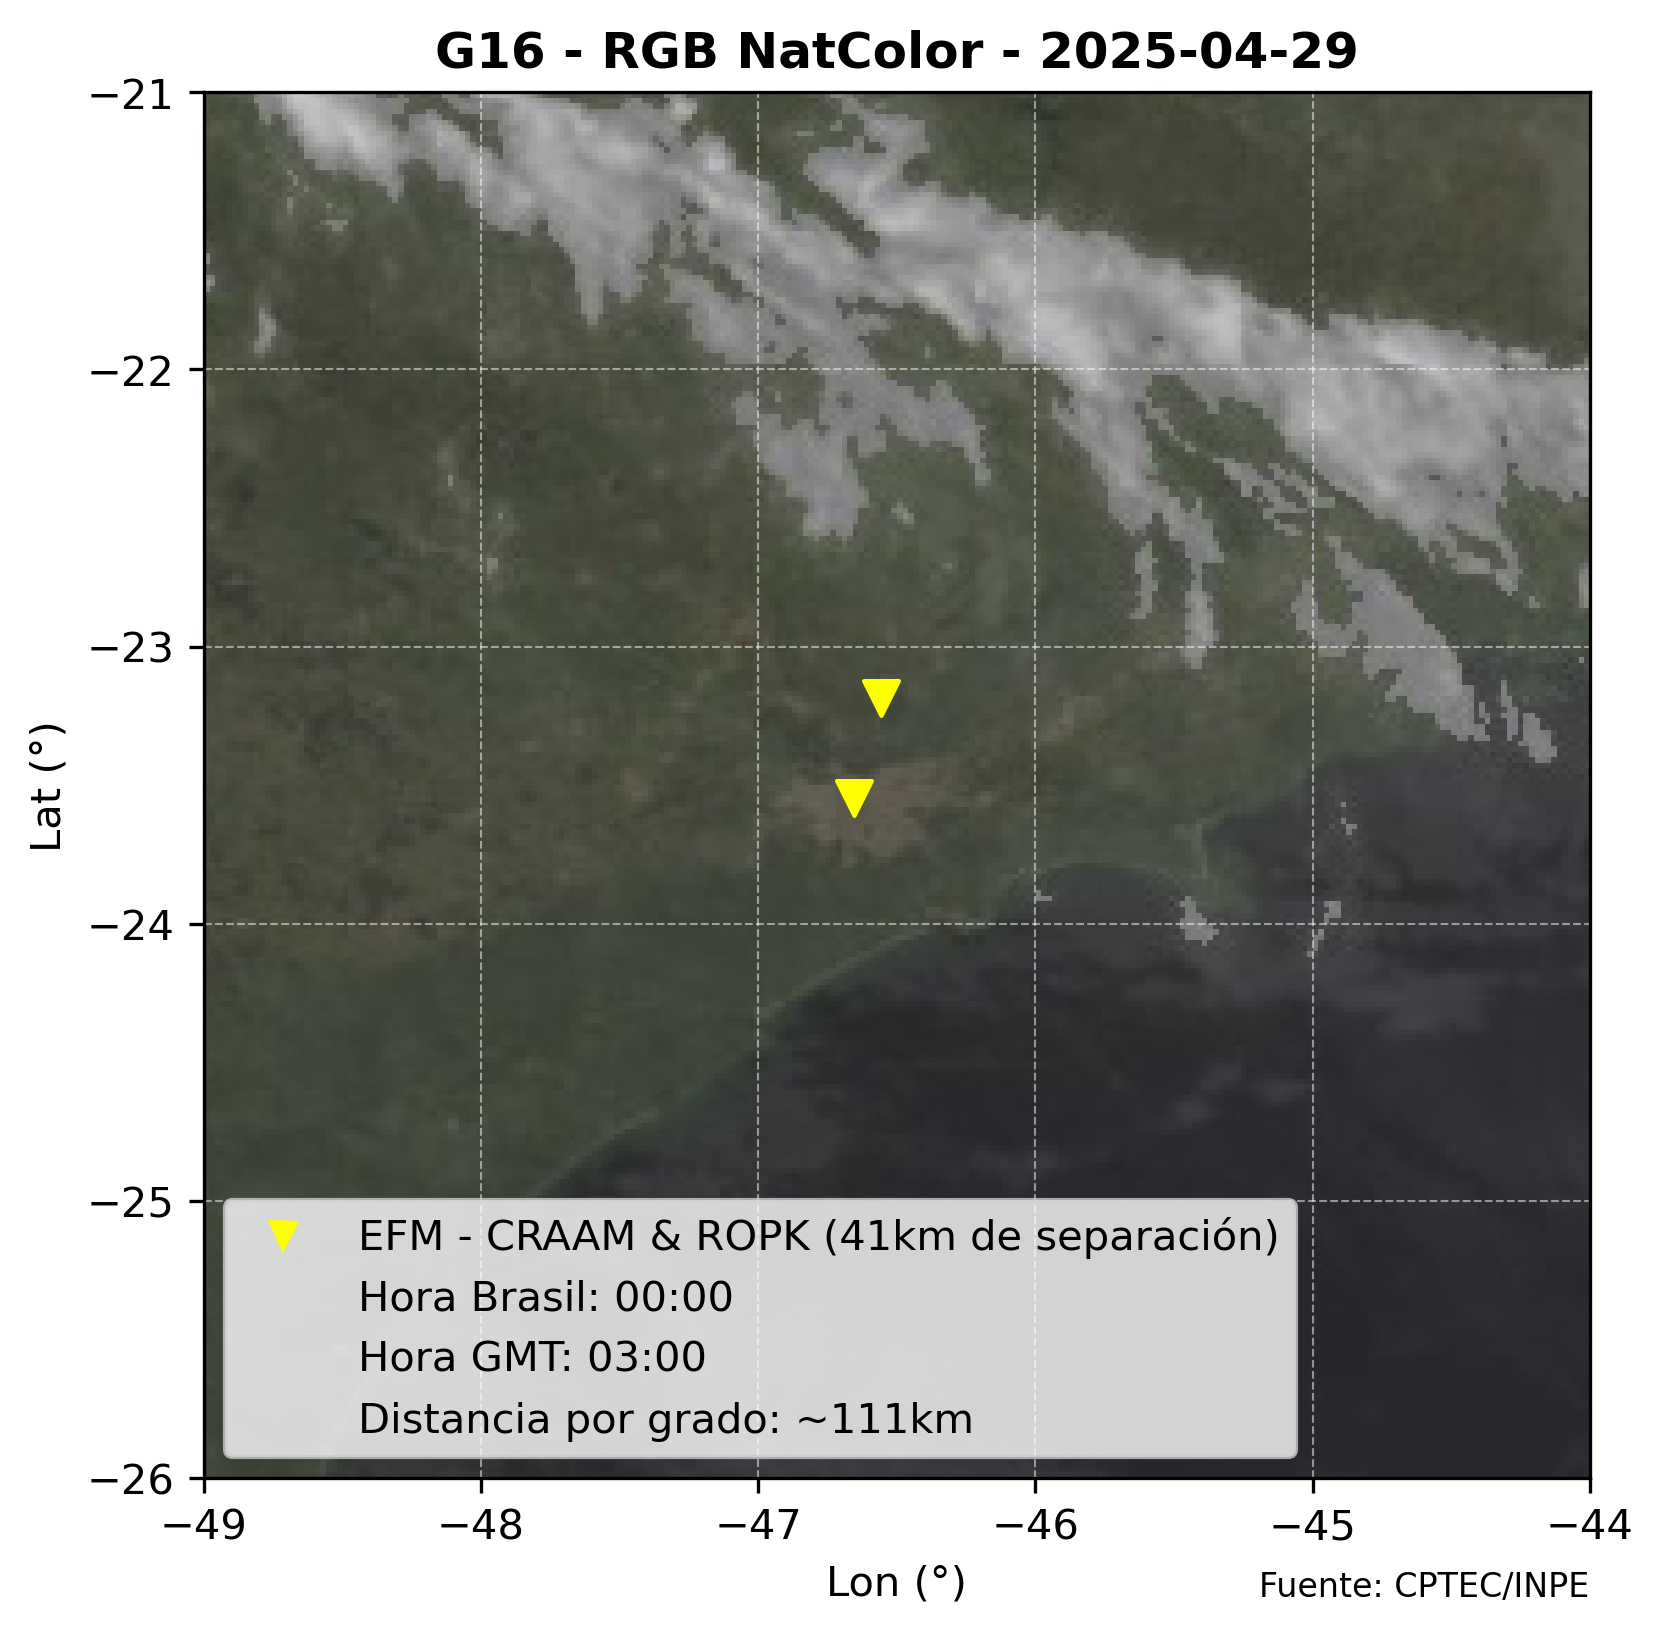 G16 - RGB NatColor - 2025-04-29
−21
−22
−23
−24
−25
−26
Lat (°)
EFM - CRAAM & ROPK (41km de separación)
Hora Brasil: 00:00
Hora GMT: 03:00
Distancia por grado: ~111km
−49 −48 −47 −46 −45 −44
Lon (°)
Fuente: CPTEC/INPE